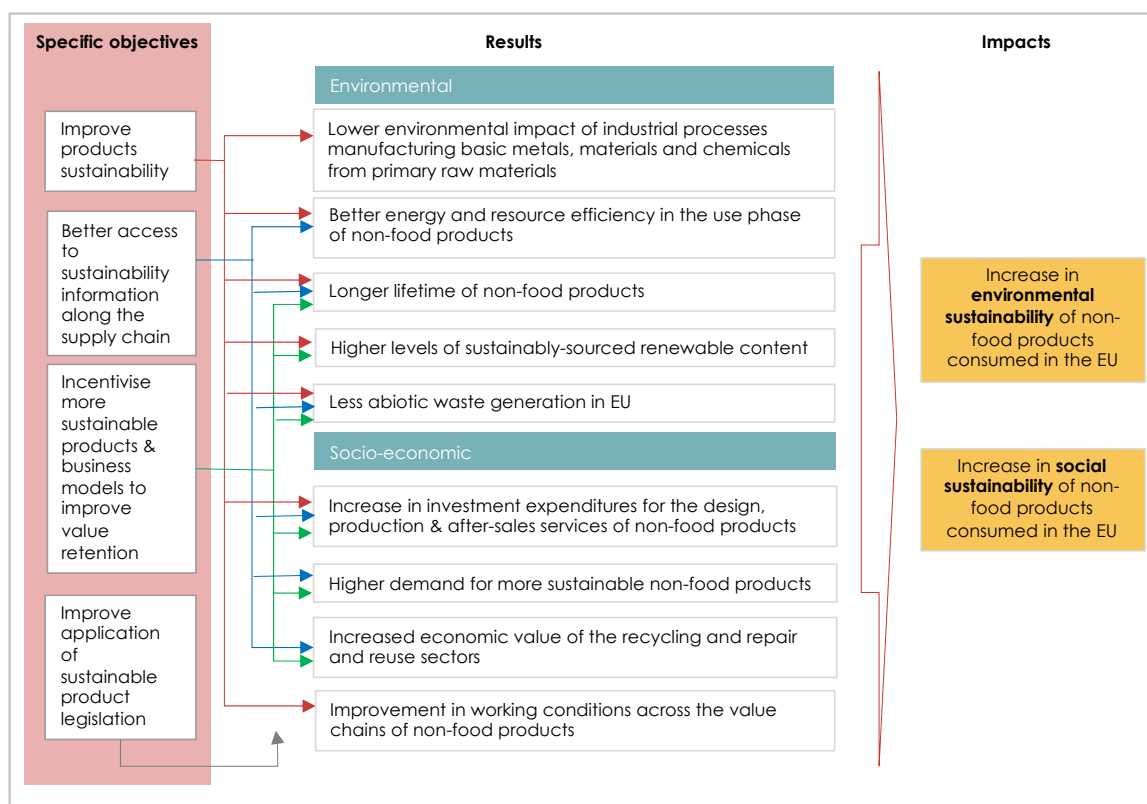 Specific objectives
Results
Impacts
Improve
products
sustainability
Better access
to
sustainability
information
along the
supply chain
Incentivise
more
sustainable
products &
business
models to
improve
value
retention
Improve
application
of
sustainable
product
legislation
Environmental
Lower environmental impact of industrial processes
manufacturing basic metals, materials and chemicals
from primary raw materials
Better energy and resource efficiency in the use phase
of non-food products
Longer lifetime of non-food products
Higher levels of sustainably-sourced renewable content
Less abiotic waste generation in EU
Socio-economic
Increase in investment expenditures for the design,
production & after-sales services of non-food products
Higher demand for more sustainable non-food products
Increased economic value of the recycling and repair
and reuse sectors
Improvement in working conditions across the value
chains of non-food products
Increase in
environmental
sustainability of non-
food products
consumed in the EU
Increase in social
sustainability of non-
food products
consumed in the EU